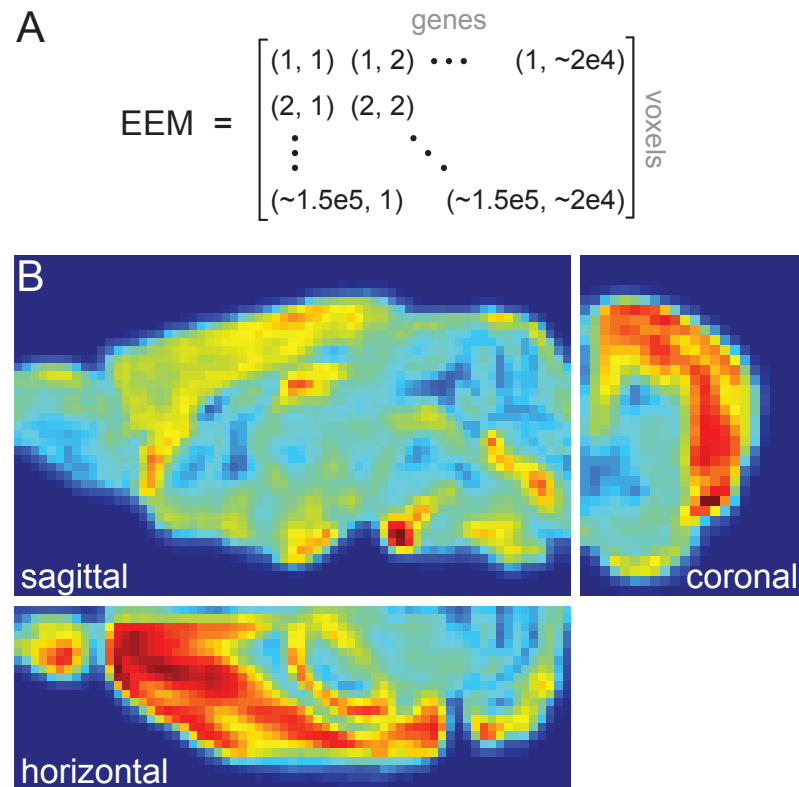 A
genes
(1, 1) (1, 2) ••• (1, ~2e4)
EEM = (2, 1) (2, 2)
(~1.5e5, 1) (~1.5e5, ~2e4)
voxels
B
sagittal
coronal
horizontal